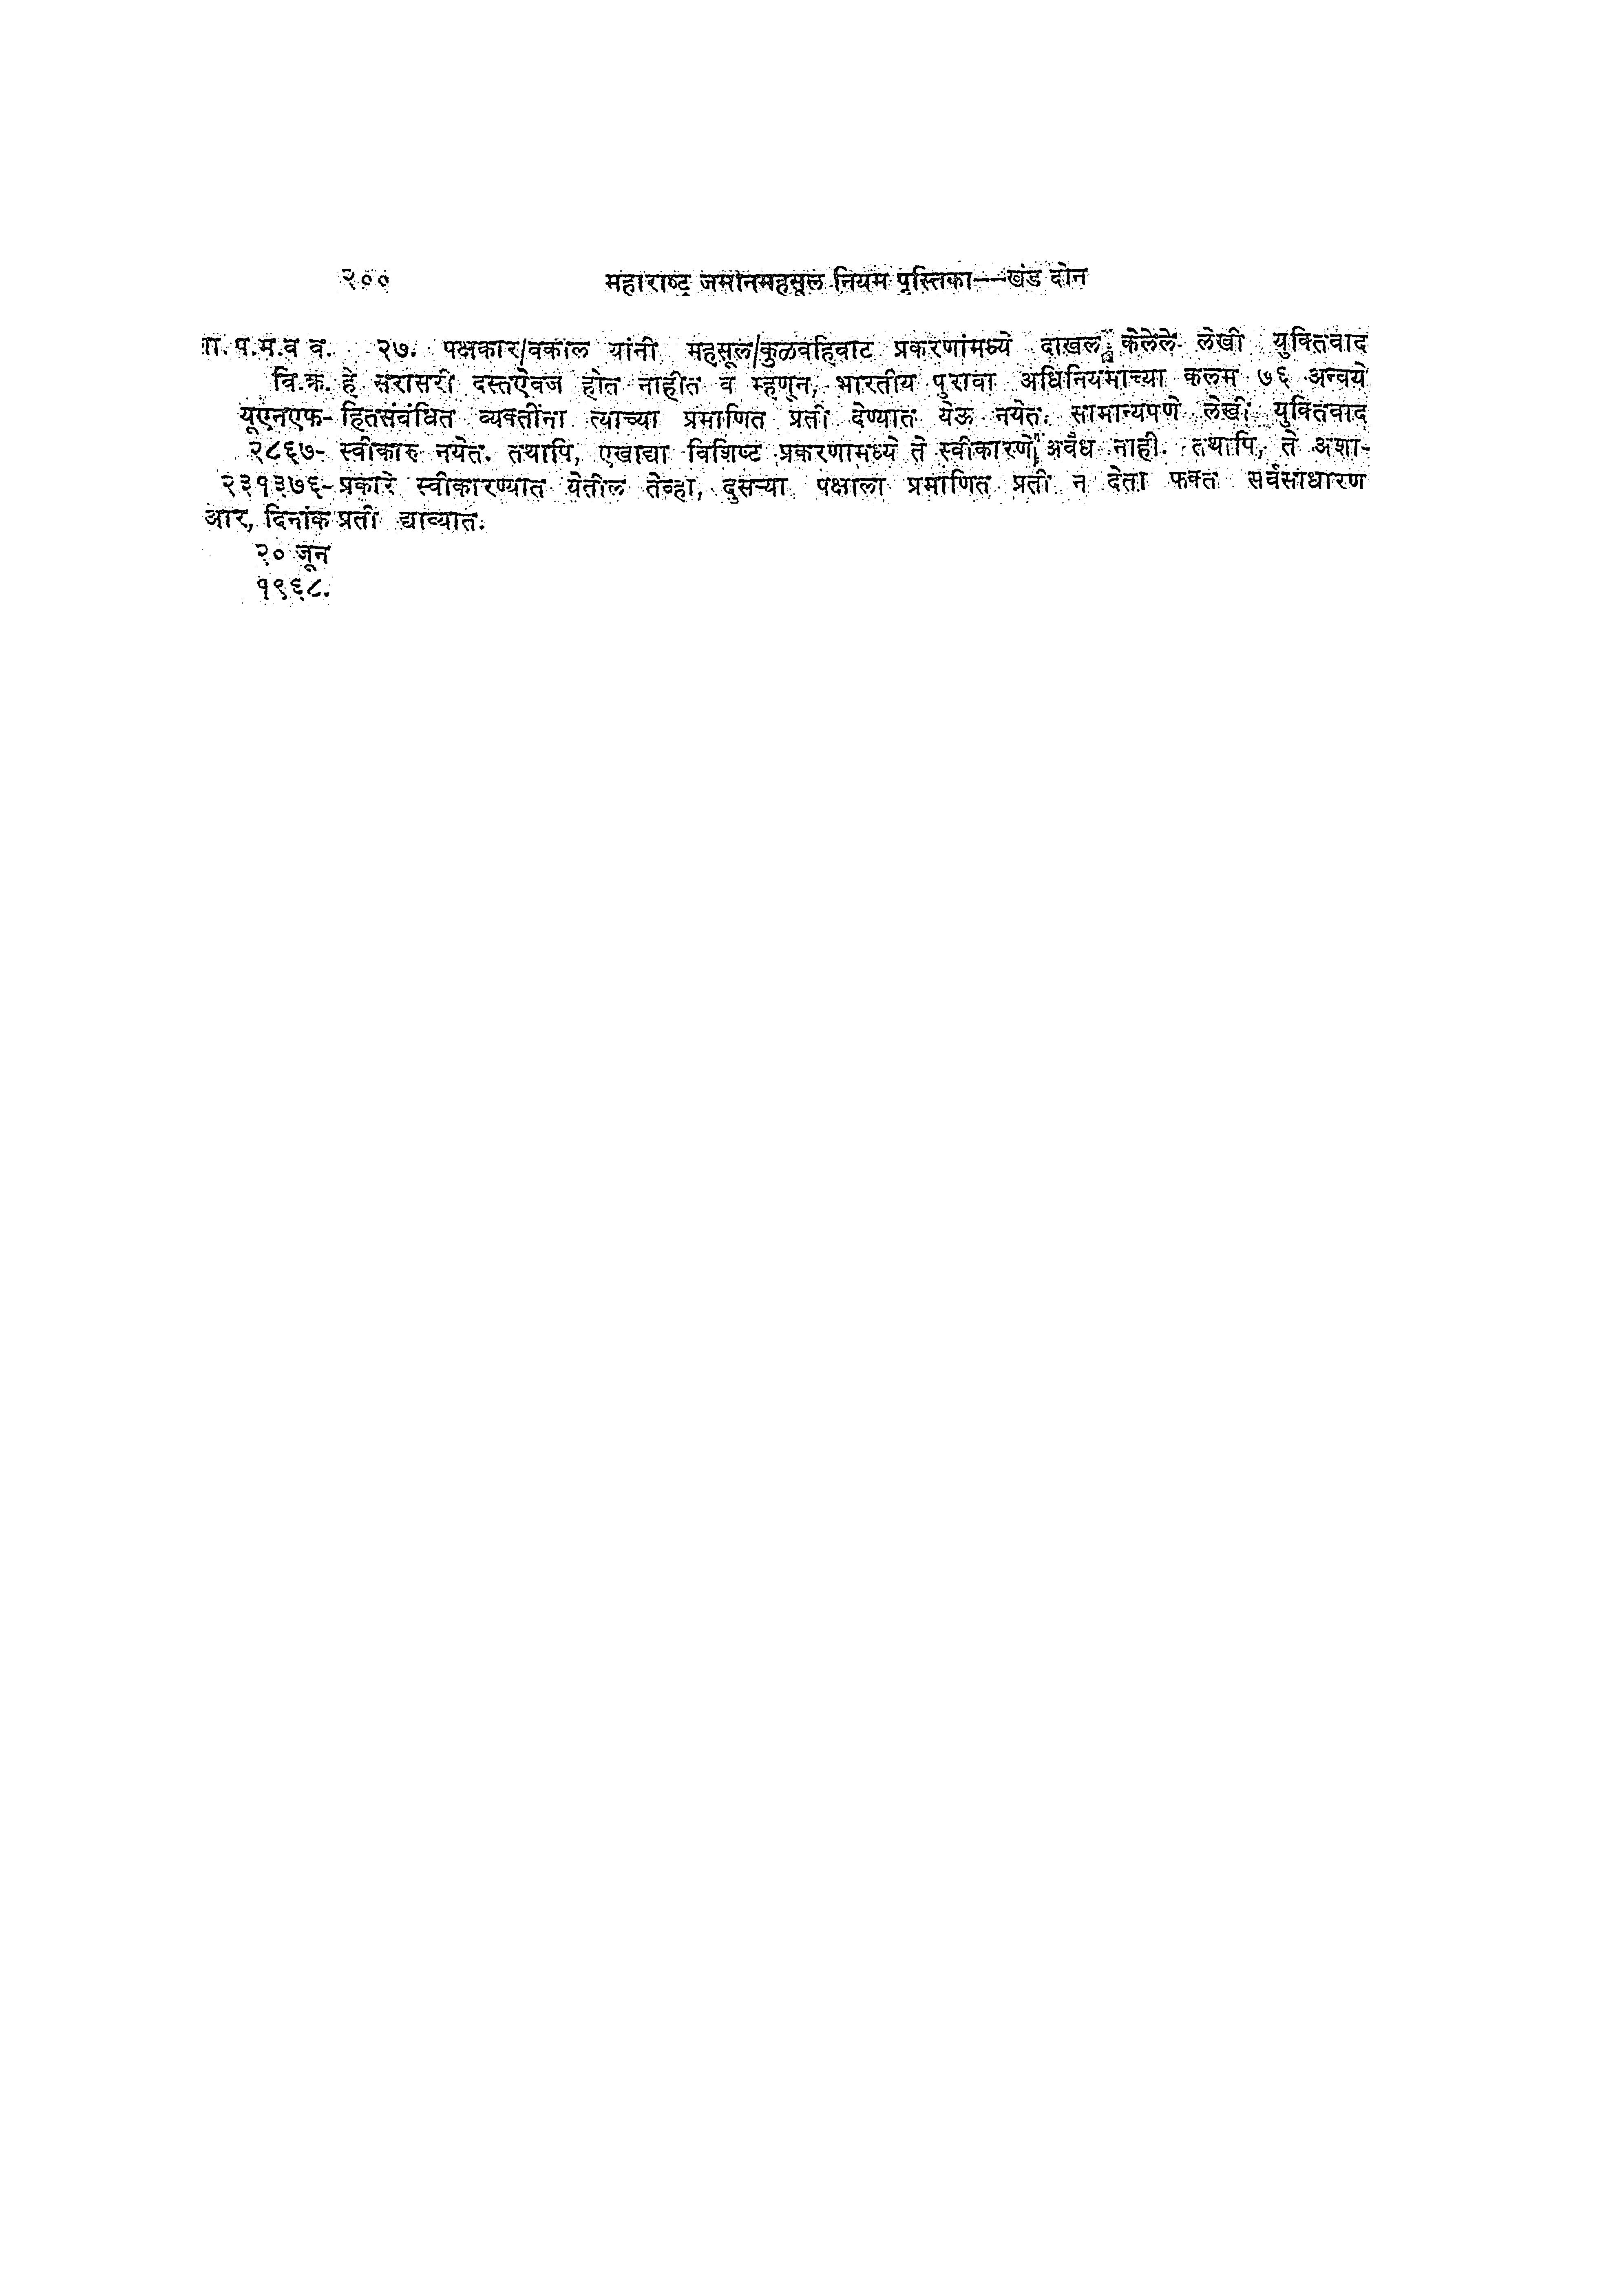 २०० महाराष्ट्र जमीनमहसूल नियम पुस्तिका—खंड दोन
शा. प. म. व व. २७. पक्षकार/वकील यांनी महसूल/कुळवहिवाट प्रकरणांमध्ये दाखल केलेले लेखी युक्तिवाद
वि.क्र. हे सरासरी दस्तऐवज होत नाहीत व म्हणून, भारतीय पुरावा अधिनियमाच्या कलम ७६ अन्वये
यूएनएफ- हितसंबंधित व्यक्तींना त्याच्या प्रमाणित प्रती देण्यात येऊ नयेत. सामान्यपणे लेखी युक्तिवाद
२८६७- स्वीकारु नयेत. तथापि, एखाद्या विशिष्ट प्रकरणामध्ये ते स्वीकारणे अवैध नाही. तथापि, ते अशा-
२३१३७६- प्रकारे स्वीकारण्यात येतील तेव्हा, दुसऱ्या पक्षाला प्रमाणित प्रती न देता फक्त सर्वसाधारण
आर, दिनांक प्रती द्याव्यात.
२० जून
१९६८.